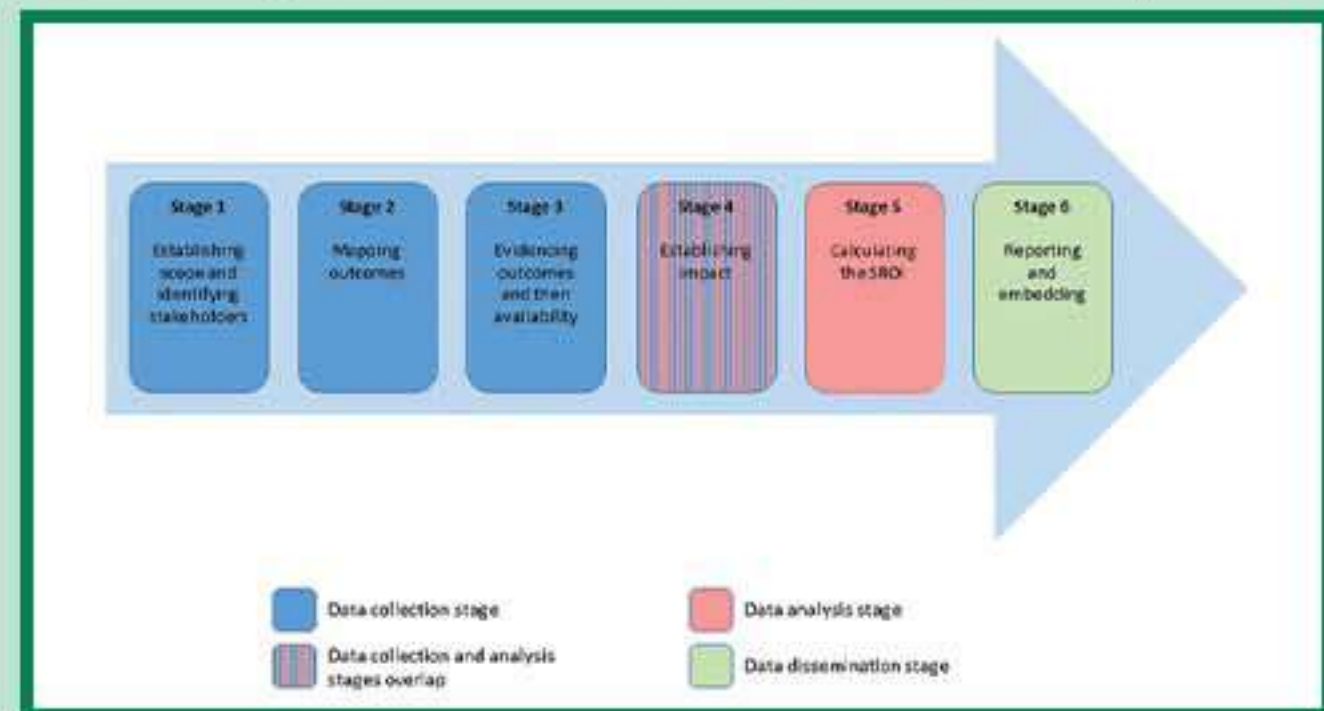 Stage 1
Establishing
scope and
identifying
stakeholders
Stage 2
Mapping
outcomes
Stage 3
Evidencing
outcomes
and then
availability
Stage 4
Establishing
impact
Stage 5
Calculating
the SROI
Stage 6
Reporting
and
embedding
Data collection stage
Data collection and analysis
stages overlap
Data analysis stage
Data dissemination stage